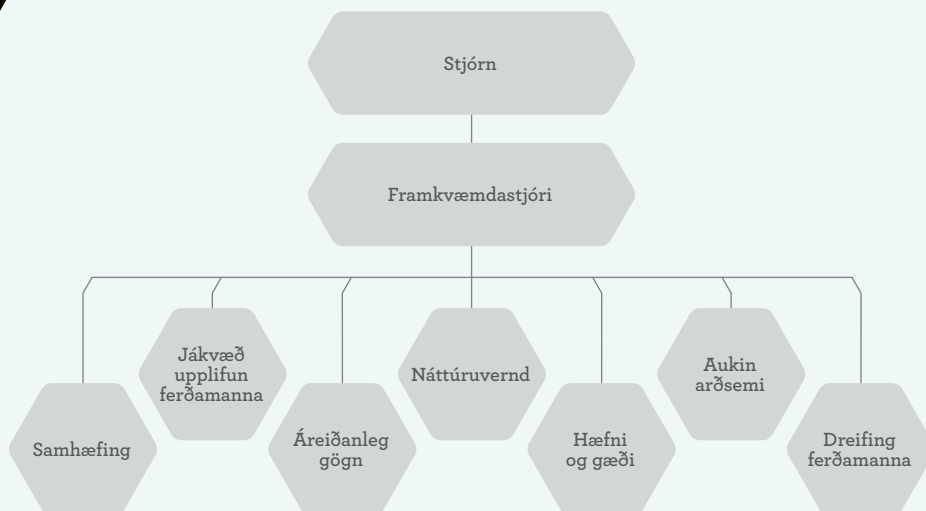 Stjórn
Framkvæmdastjóri
Samhæfing
Jákvæð
upplifun
ferðamanna
Áreiðanleg
gögn
Náttúruvernd
Hæfni
og gæði
Aukin
arðsemi
Dreifing
ferðamanna